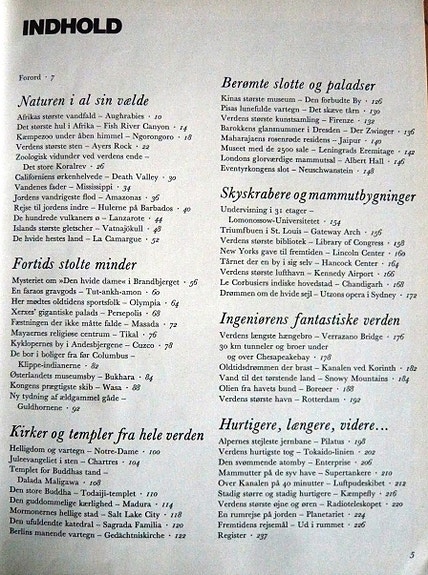 INDHOLD
Forord · 7
Naturen i al sin vælde
Afrikas største vandfald – Aughrabies · 10
Det største hul i Afrika – Fish River Canyon · 14
Kæmpezoo under åben himmel – Ngorongoro · 18
Verdens største sten – Ayers Rock · 22
Zoologisk vidunder ved verdens ende –
Det store Koralrev · 26
Californiens ørkenhelvede – Death Valley · 30
Vandenes fader – Mississippi · 34
Jordens vandrigeste flod – Amazonas · 36
Rejse til jordens indre – Hulerne på Barbados · 40
De hundrede vulkaners ø – Lanzarote · 44
Islands største gletscher – Vatnajökull · 48
De hvide hestes land – La Camargue · 52
Fortids stolte minder
Mysteriet om »Den hvide dame« i Brandbjerget · 56
En faraos gravgods – Tut-ankh-amon · 60
Her mødtes oldtidens sportsfolk – Olympia · 64
Xerxes' gigantiske palads – Persepolis · 68
Fæstningen der ikke måtte falde – Masada · 72
Mayaernes religiøse centrum – Tikal · 76
Kyklopernes by i Andesbjergene – Cuzco · 78
De bor i boliger fra før Columbus –
Klippe-indianerne · 82
Østerlandets museumsby – Bukhara · 84
Kongens prægtigste skib – Wasa · 88
Ny tydning af ældgammel gåde –
Guldhornene · 92
Kirker og templer fra hele verden
Helligdom og vartegn – Notre-Dame · 100
Juleevangeliet i sten – Chartres · 104
Templet for Buddhas tand –
Dalada Maligawa · 108
Den store Buddha – Todaiji-templet · 110
Den guddommelige kærlighed – Madura · 114
Mormonernes hellige stad – Salt Lake City · 118
Den ufuldendte katedral – Sagrada Familia · 120
Berlins manende vartegn – Gedächtniskirche · 122
Berømte slotte og paladser
Kinas største museum – Den forbudte By · 126
Pisas lunefulde vartegn – Det skæve tårn · 130
Verdens største kunstsamling – Firenze · 132
Barokkens glansnummer i Dresden – Der Zwinger · 136
Maharajaens rosenrøde residens – Jaipur · 140
Museet med de 2500 sale – Leningrads Eremitage · 142
Londons glorværdige mammutsal – Albert Hall · 146
Eventyrkongens slot – Neuschwanstein · 148
Skyskrabere og mammutbygninger
Undervisning i 31 etager –
Lomonossow-Universitetet · 154
Triumfbuen i St. Louis – Gateway Arch · 156
Verdens største bibliotek – Library of Congress · 158
New Yorks gave til fremtiden – Lincoln Center · 160
Tårnet der er en by i sig selv – Hancock Center · 164
Verdens største lufthavn – Kennedy Airport · 166
Le Corbusiers indiske hovedstad – Chandigarh · 168
Drømmen om de hvide sejl – Utzons opera i Sydney · 172
Ingeniørens fantastiske verden
Verdens længste hængebro – Verrazano Bridge · 176
30 km tunneler og broer under
og over Chesapeakebay · 178
Oldtidsdrømmen der brast – Kanalen ved Korinth · 182
Vand til det tørstende land – Snowy Mountains · 184
Olien fra havets bund – Boreøer · 188
Verdens største havn – Rotterdam · 192
Hurtigere, længere, videre...
Alpernes stejleste jernbane – Pilatus · 198
Verdens hurtigste tog – Tokaido-linien · 202
Den svømmende atomby – Enterprise · 206
Mammutter på de syv have – Supertankere · 210
Over Kanalen på 40 minutter – Luftpudeskibet · 212
Stadig større og stadig hurtigere – Kæmpefly · 216
Verdens største øjne og øren – Radioteleskopet · 220
En rumrejse på jorden – Planetariet · 224
Fremtidens rejsemål – Ud i rummet · 226
Register · 237
5